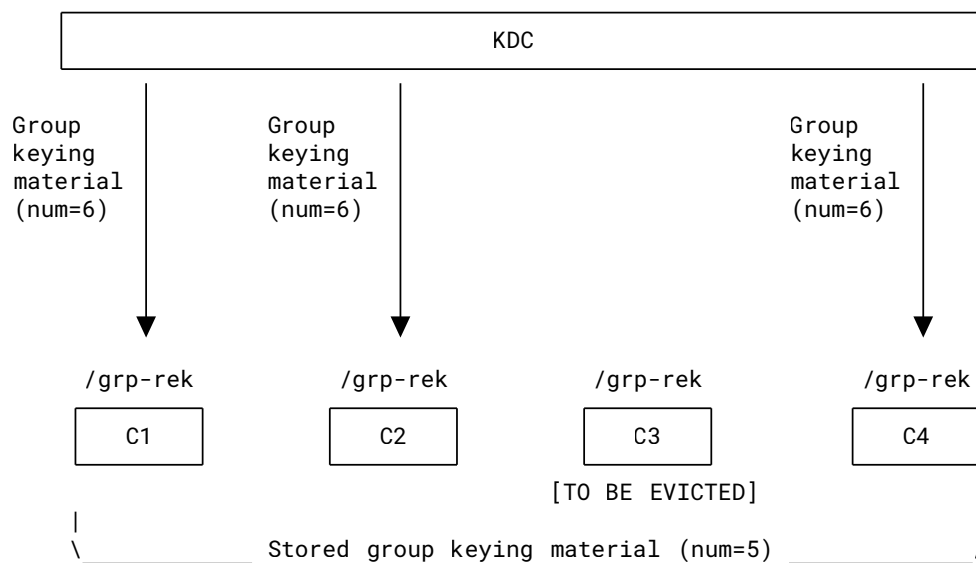 KDC
Group
keying
material
(num=6)
Group
keying
material
(num=6)
Group
keying
material
(num=6)
/grp-rek
/grp-rek
/grp-rek
/grp-rek
C1
C2
C3
C4
[TO BE EVICTED]
Stored group keying material (num=5)